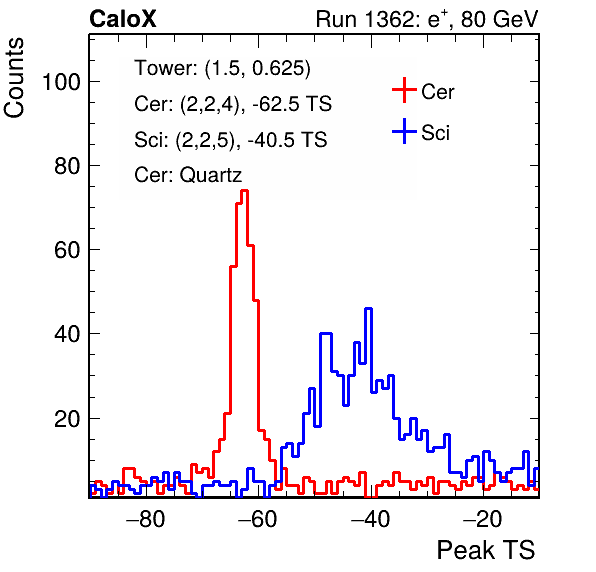 CaloX Run 1362: e⁺, 80 GeV
Counts
Tower: (1.5, 0.625)
Cer: (2,2,4), -62.5 TS
Sci: (2,2,5), -40.5 TS
Cer: Quartz
Cer
Sci
100
80
60
40
20
−80 −60 −40 −20
Peak TS